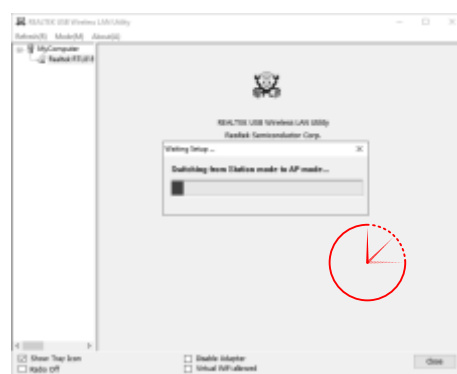 REALTEK USB Wireless LAN Utility
Refresh(R) Mode(M) About(A)
MyComputer
Realtek RTL818
REALTEK USB Wireless LAN Utility
Realtek Semiconductor Corp.
Waiting Setup ...
Switching from Station mode to AP mode...
Show Tray Icon
Radio Off
Disable Adapter
Virtual WiFi allowed
Close